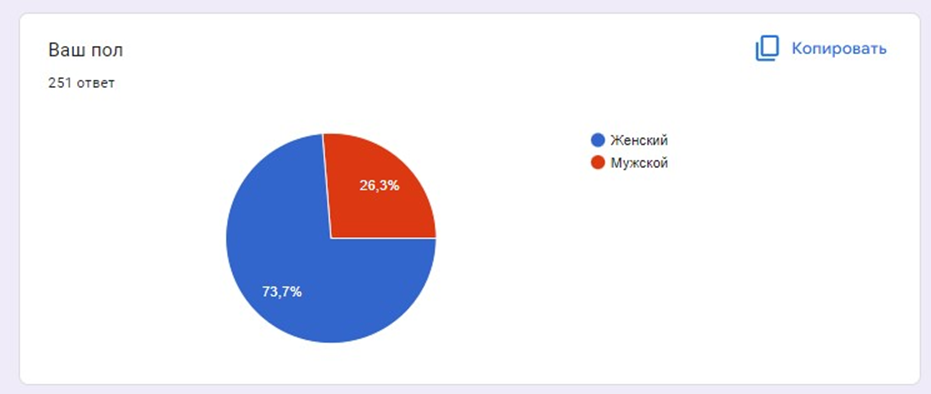 Ваш пол
Копировать
251 ответ
Женский
Мужской
26,3%
73,7%